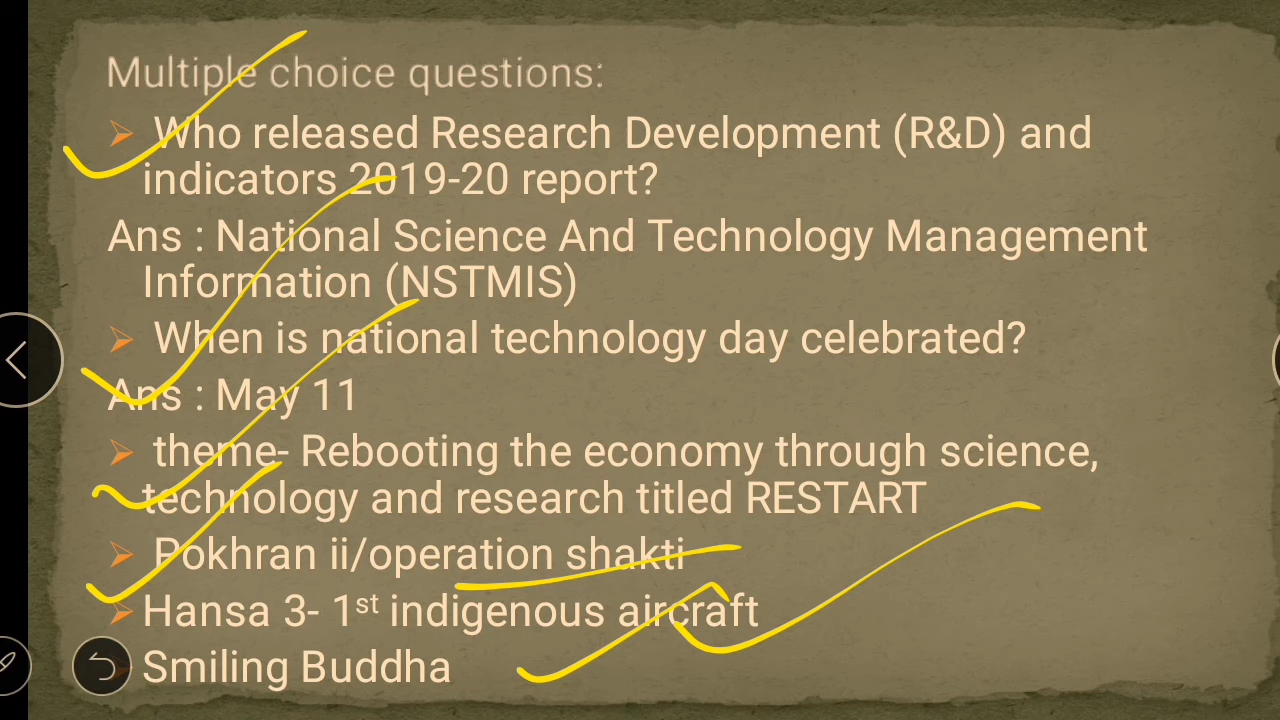 Multiple choice questions:
Who released Research Development (R&D) and
indicators 2019-20 report?
Ans : National Science And Technology Management
Information (NSTMIS)
When is national technology day celebrated?
Ans : May 11
theme- Rebooting the economy through science,
technology and research titled RESTART
Pokhran ii/operation shakti
Hansa 3- 1st indigenous aircraft
Smiling Buddha